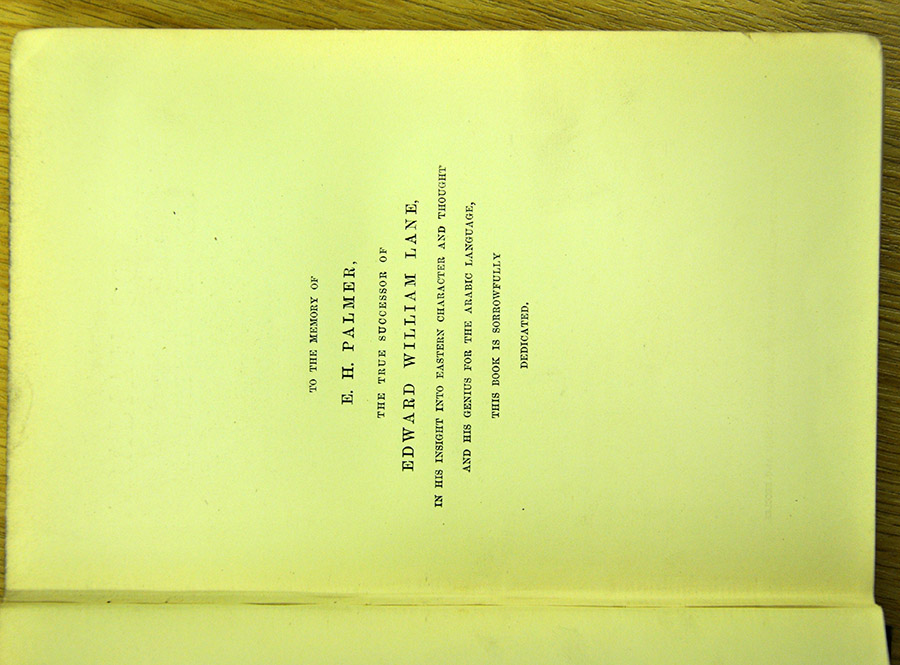 TO THE MEMORY OF
E. H. PALMER,
THE TRUE SUCCESSOR OF
EDWARD WILLIAM LANE,
IN HIS INSIGHT INTO EASTERN CHARACTER AND THOUGHT
AND HIS GENIUS FOR THE ARABIC LANGUAGE,
THIS BOOK IS SORROWFULLY
DEDICATED.